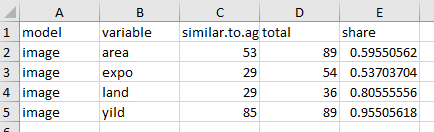 A B C D E
1 model variable similar.to.ag total share
2 image area 53 89 0.59550562
3 image expo 29 54 0.53703704
4 image land 29 36 0.80555556
5 image yild 85 89 0.95505618